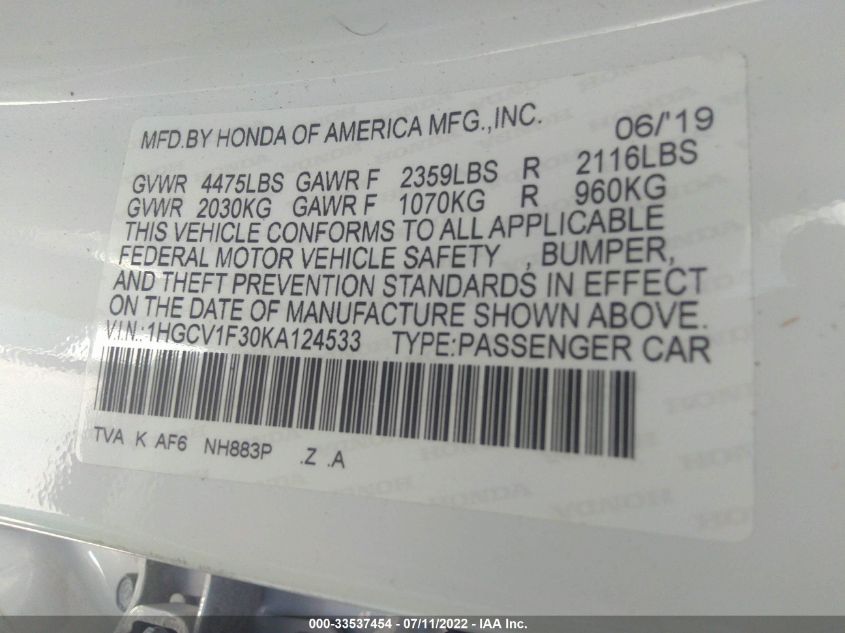 MFD.BY HONDA OF AMERICA MFG.,INC. 06/'19
GVWR 4475LBS GAWR F 2359LBS R 2116LBS
GVWR 2030KG GAWR F 1070KG R 960KG
THIS VEHICLE CONFORMS TO ALL APPLICABLE
FEDERAL MOTOR VEHICLE SAFETY , BUMPER,
AND THEFT PREVENTION STANDARDS IN EFFECT
ON THE DATE OF MANUFACTURE SHOWN ABOVE.
V.I.N.:1HGCV1F30KA124533 TYPE:PASSENGER CAR
TVA K AF6 NH883P .Z .A
000-33537454 - 07/11/2022 - IAA Inc.